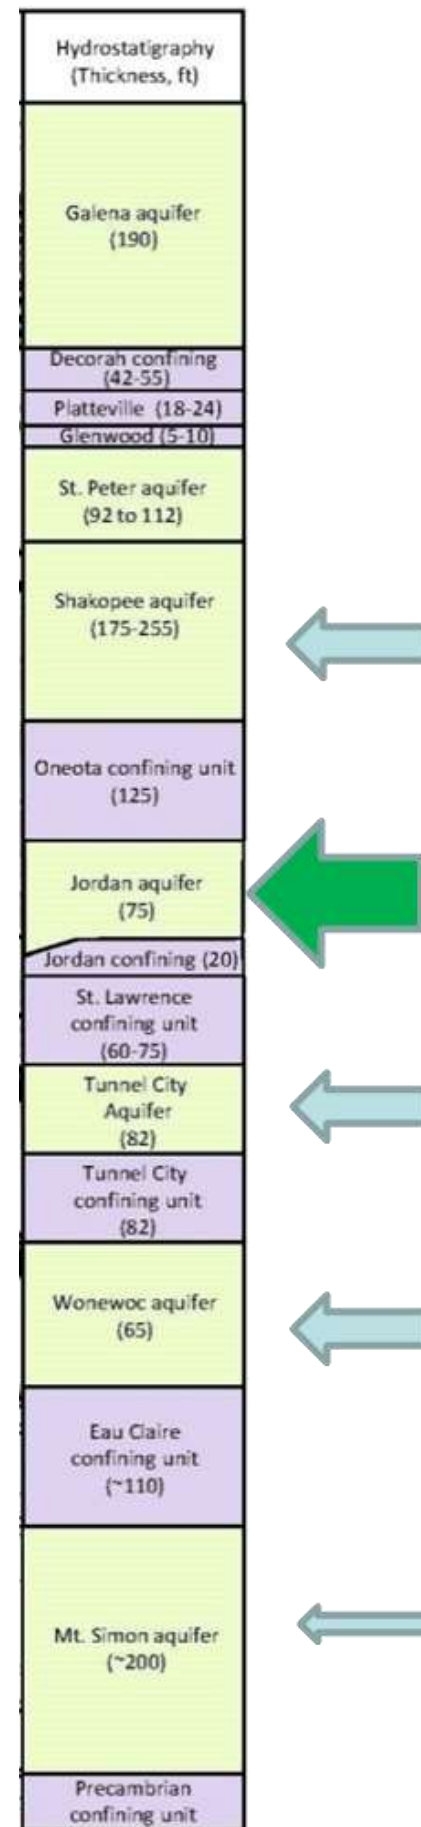 Hydrostatigraphy
(Thickness, ft)
Galena aquifer
(190)
Decorah confining
(42-55)
Platteville (18-24)
Glenwood (5-10)
St. Peter aquifer
(92 to 112)
Shakopee aquifer
(175-255)
Oneota confining unit
(125)
Jordan aquifer
(75)
Jordan confining (20)
St. Lawrence
confining unit
(60-75)
Tunnel City
Aquifer
(82)
Tunnel City
confining unit
(82)
Wonewoc aquifer
(65)
Eau Claire
confining unit
(~110)
Mt. Simon aquifer
(~200)
Precambrian
confining unit